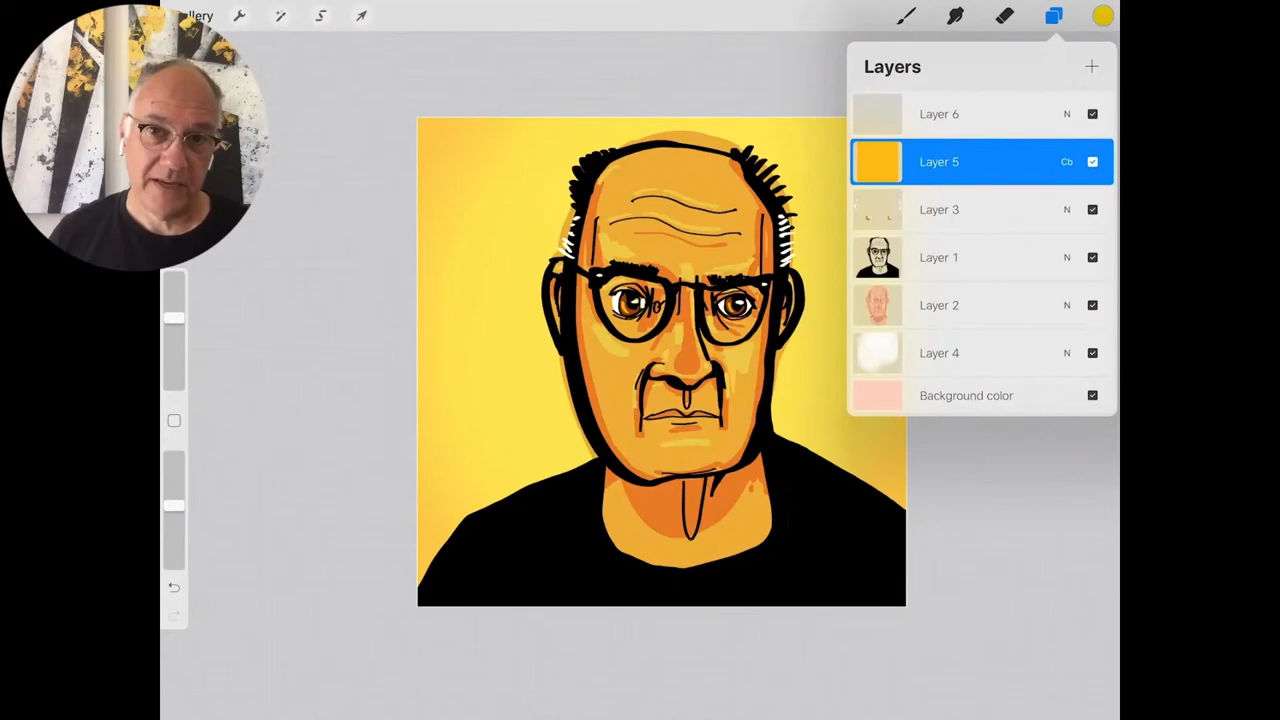 llery
Layers
Layer 6 N
Layer 5 Cb
Layer 3 N
Layer 1 N
Layer 2 N
Layer 4 N
Background color